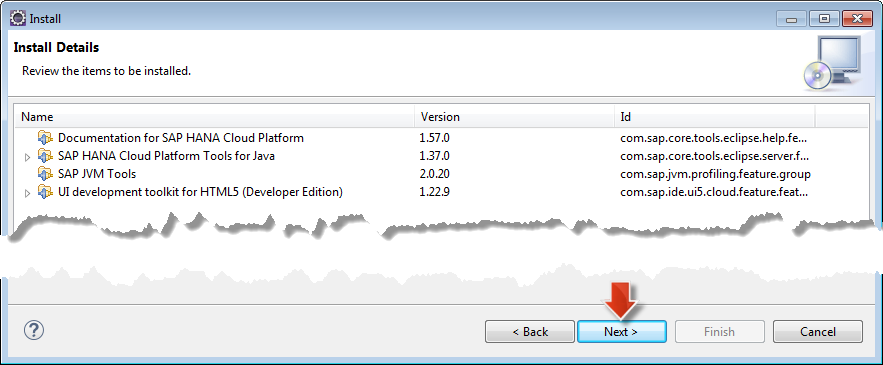 Install
Install Details
Review the items to be installed.
Name Version Id
Documentation for SAP HANA Cloud Platform 1.57.0 com.sap.core.tools.eclipse.help.fe...
SAP HANA Cloud Platform Tools for Java 1.37.0 com.sap.core.tools.eclipse.server.f...
SAP JVM Tools 2.0.20 com.sap.jvm.profiling.feature.group
UI development toolkit for HTML5 (Developer Edition) 1.22.9 com.sap.ide.ui5.cloud.feature.feat...
? < Back Next > Finish Cancel